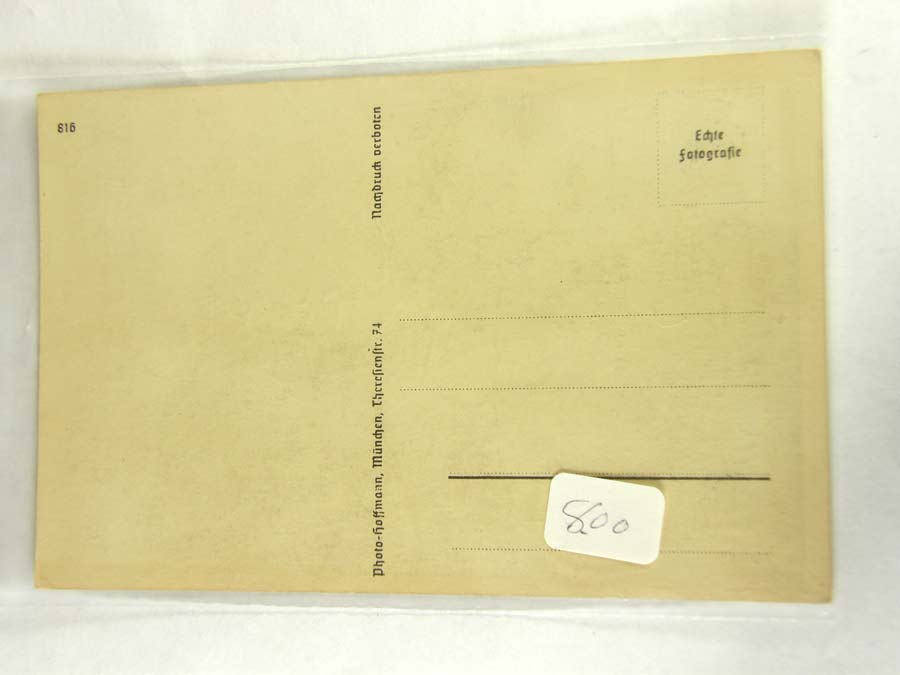 816
Nachdruck verboten
Photo-Hoffmann, München, Theresienstr. 74
Echte
Fotografie
800